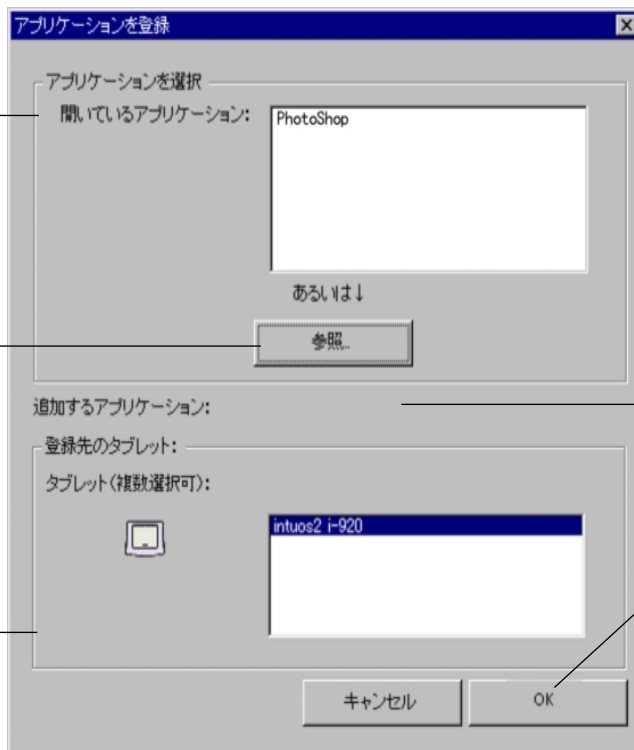 アプリケーションを登録
アプリケーションを選択
開いているアプリケーション:
PhotoShop
あるいは↓
参照...
追加するアプリケーション:
登録先のタブレット:
タブレット(複数選択可):
intuos2 i-920
キャンセル
OK